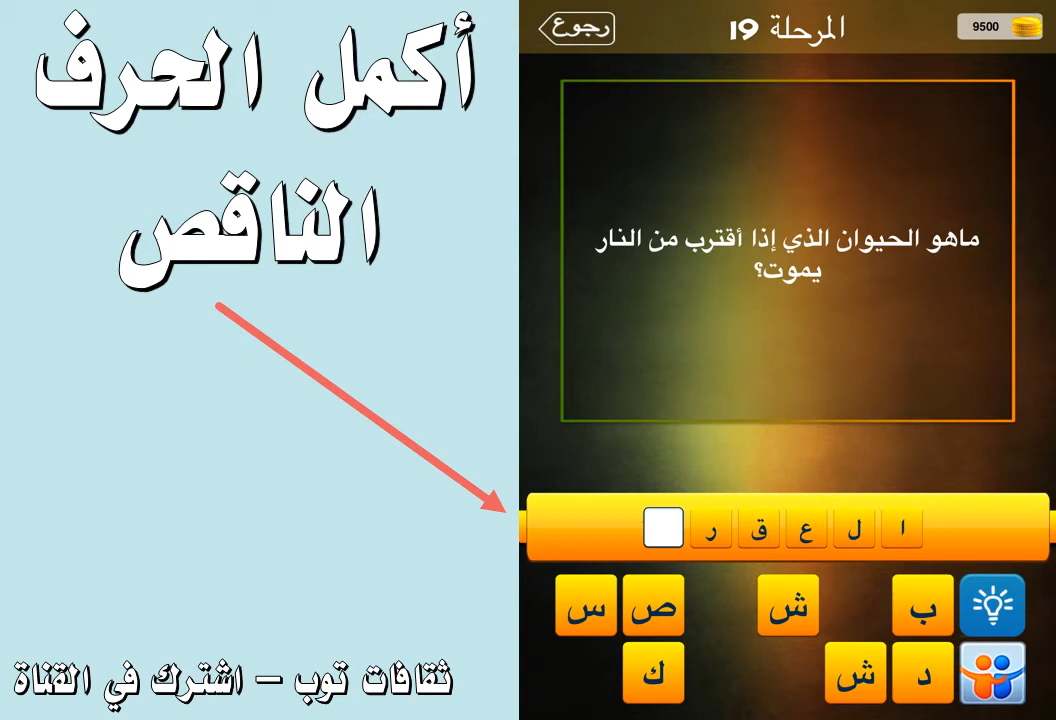 أكمل الحرف
الناقص
ثقافات توب – اشترك في القناة
رجوع
المرحلة 19
9500
ماهو الحيوان الذي إذا أقترب من النار
يموت؟
ا ل ع ق ر
ب ش ص س
د ش ك